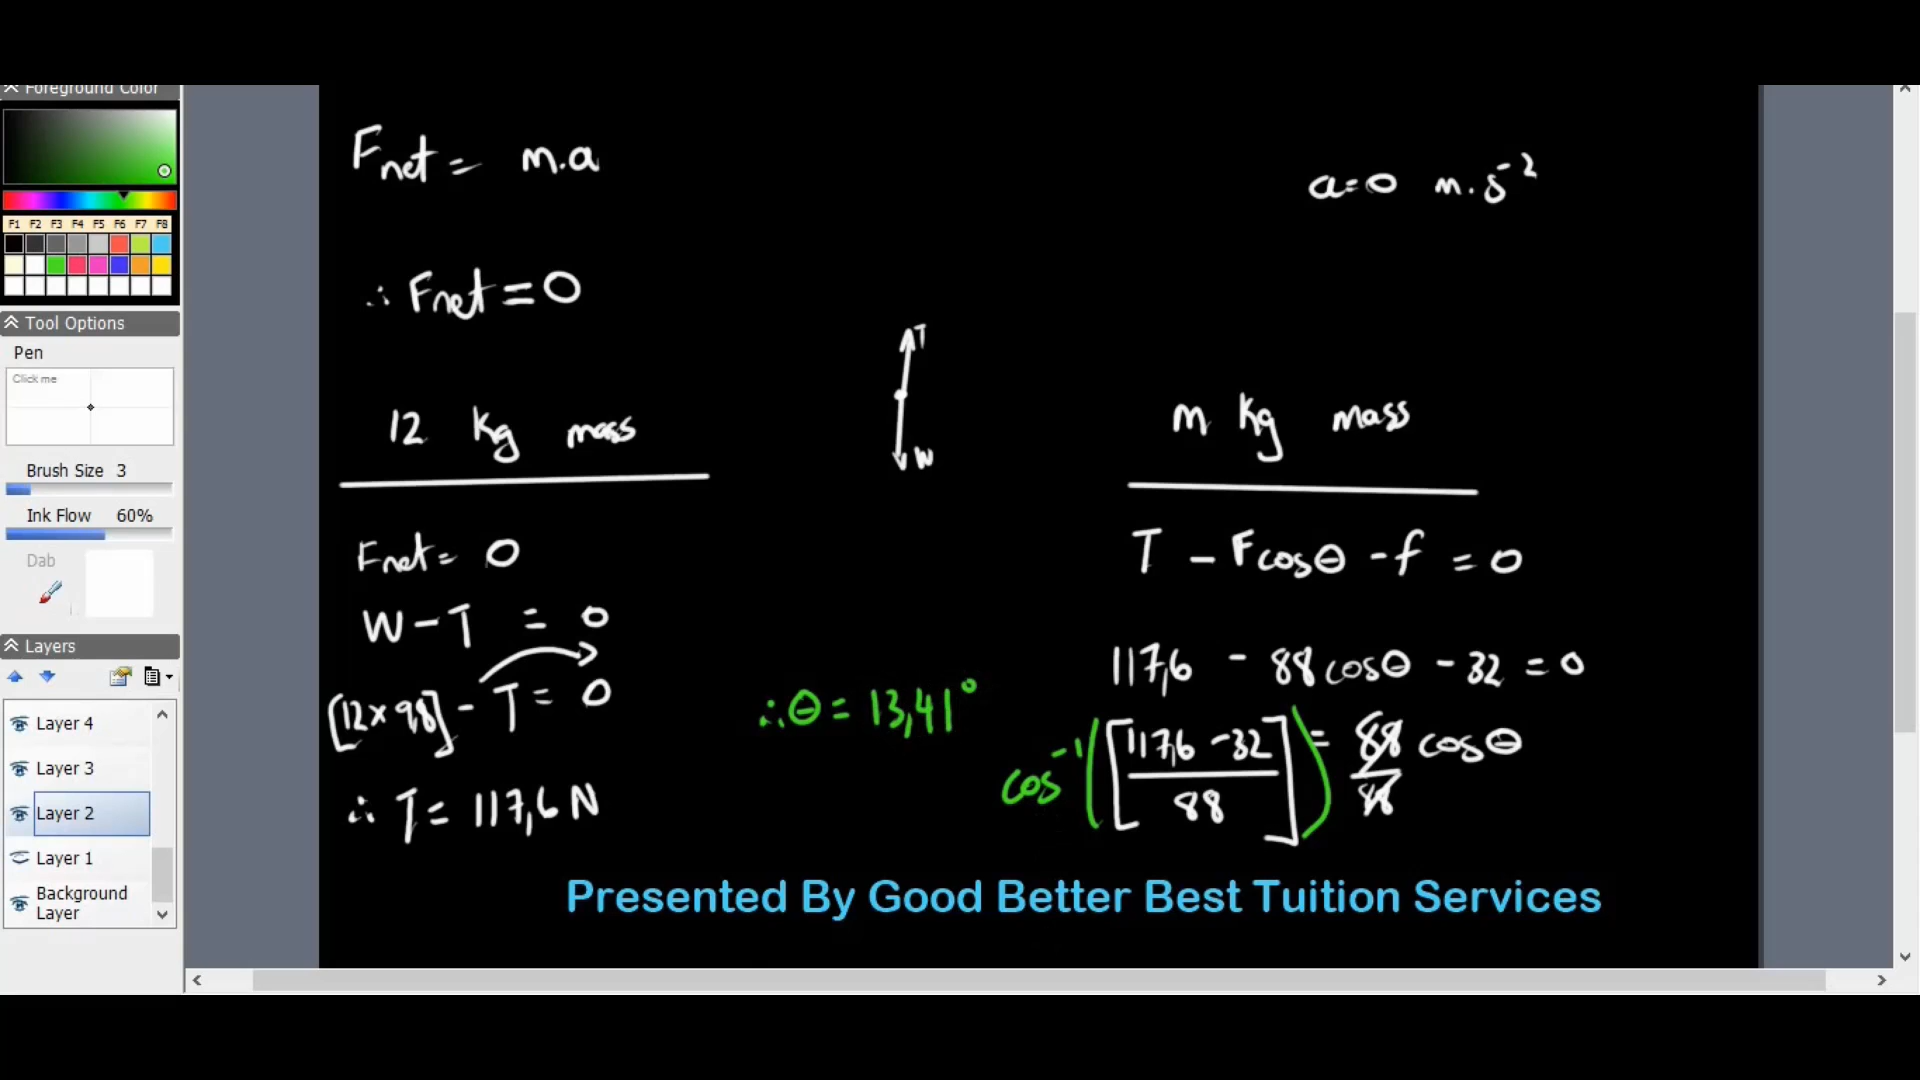 Foreground Color
F1 F2 F3 F4 F5 F6 F7 F8
Tool Options
Pen
Click me
Brush Size 3
Ink Flow 60%
Dab
Layers
Layer 4
Layer 3
Layer 2
Layer 1
Background
Layer
Fnet = m.a
a=0 m.s⁻²
∴ Fnet = 0
T
W
12 kg mass
Fnet = 0
W - T = 0
[12×9,8] - T = 0
∴ T = 117,6 N
m kg mass
T - Fcosθ - f = 0
117,6 - 88cosθ - 32 = 0
cos⁻¹([117,6 - 32 / 88]) = 88/88 cosθ
∴ θ = 13,41°
Presented By Good Better Best Tuition Services